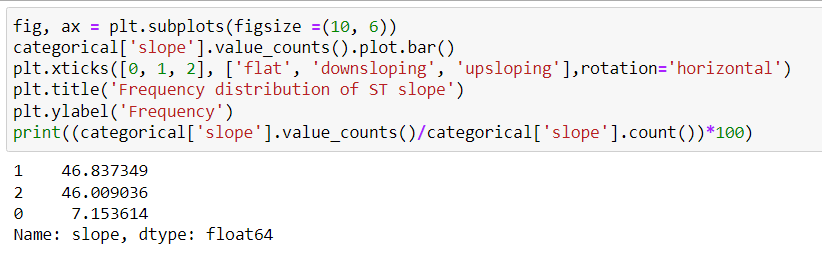 fig, ax = plt.subplots(figsize =(10, 6))
categorical['slope'].value_counts().plot.bar()
plt.xticks([0, 1, 2], ['flat', 'downsloping', 'upsloping'],rotation='horizontal')
plt.title('Frequency distribution of ST slope')
plt.ylabel('Frequency')
print((categorical['slope'].value_counts()/categorical['slope'].count())*100)
1    46.837349
2    46.009036
0     7.153614
Name: slope, dtype: float64